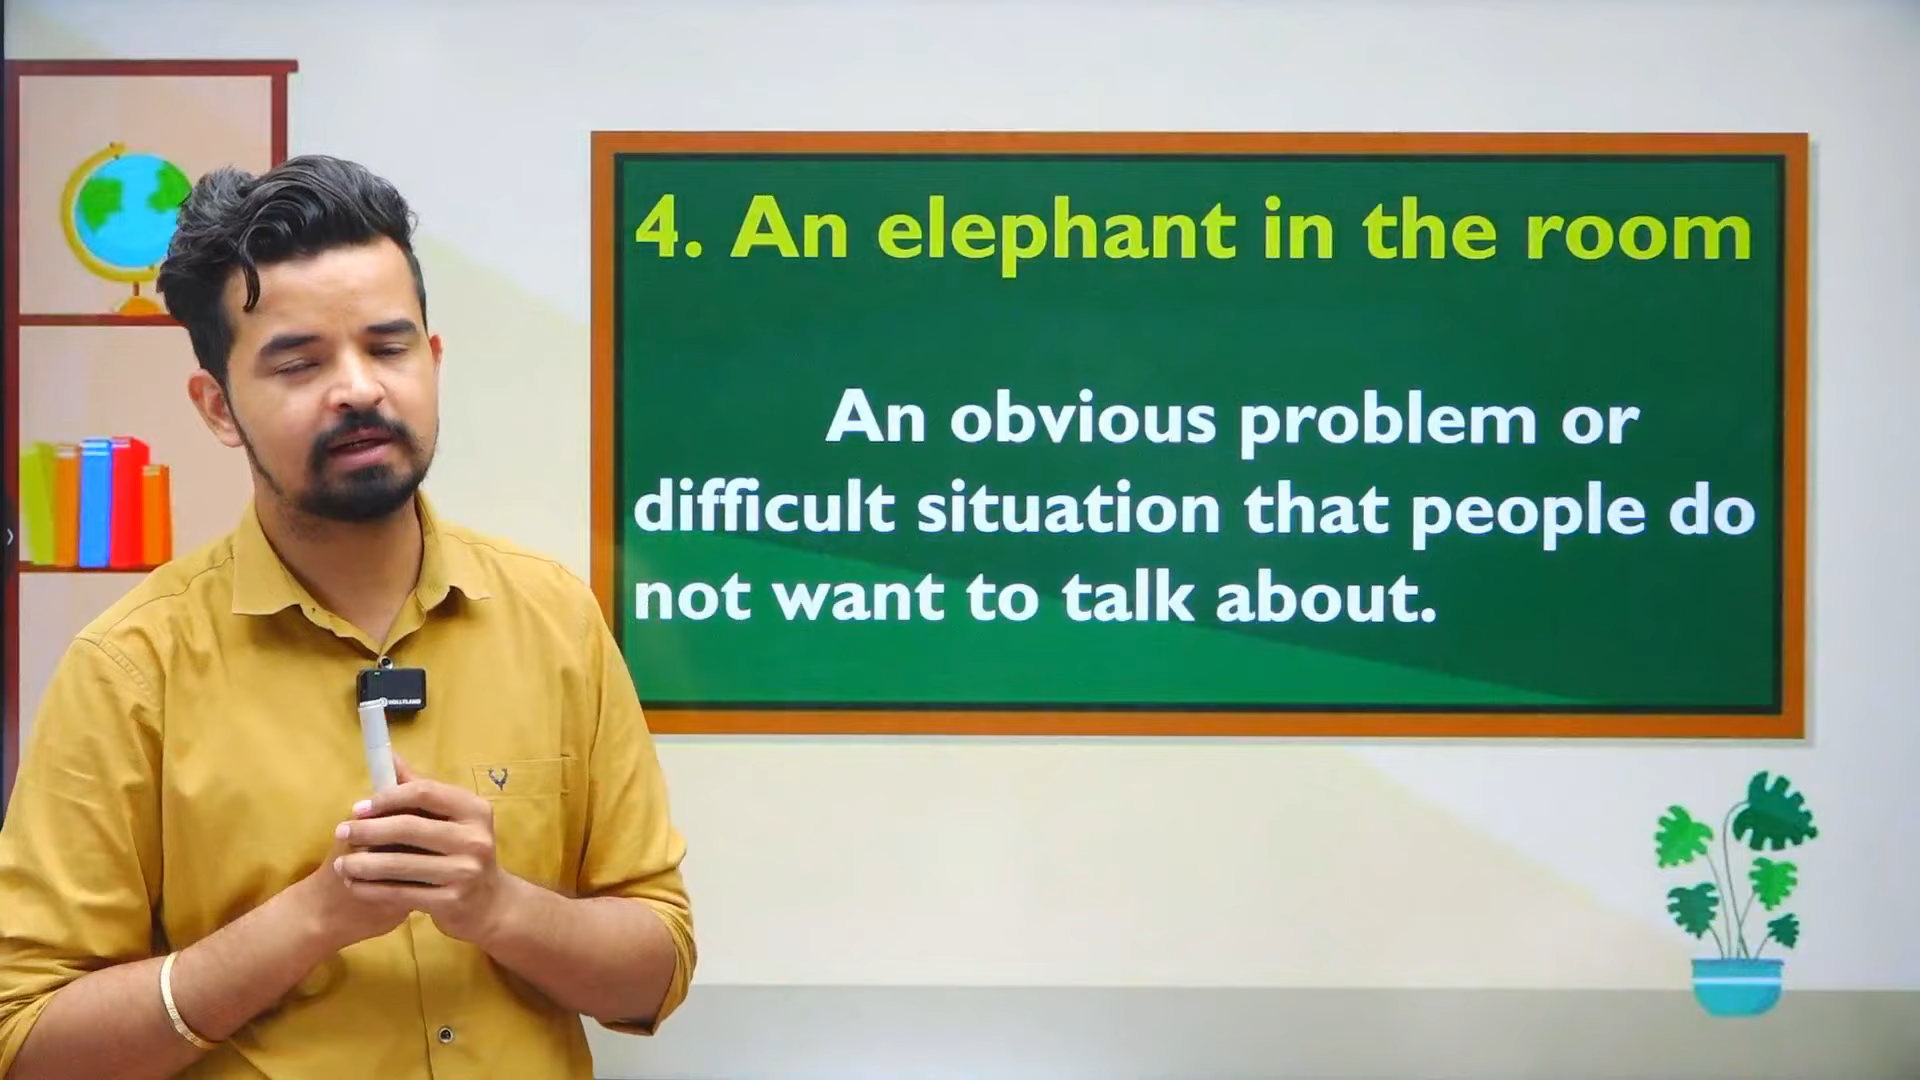 4. An elephant in the room
An obvious problem or
difficult situation that people do
not want to talk about.